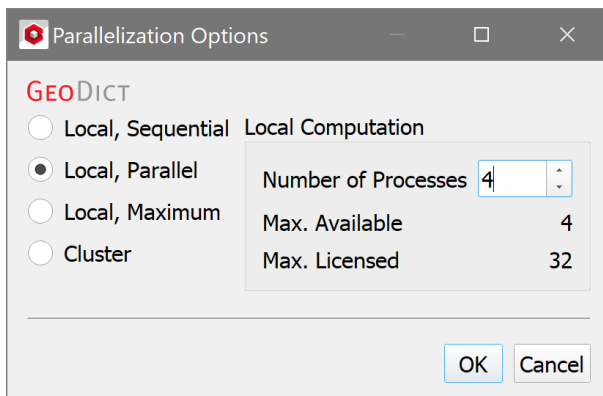 Parallelization Options
GEODICT
Local, Sequential
Local, Parallel
Local, Maximum
Cluster
Local Computation
Number of Processes 4
Max. Available 4
Max. Licensed 32
OK Cancel